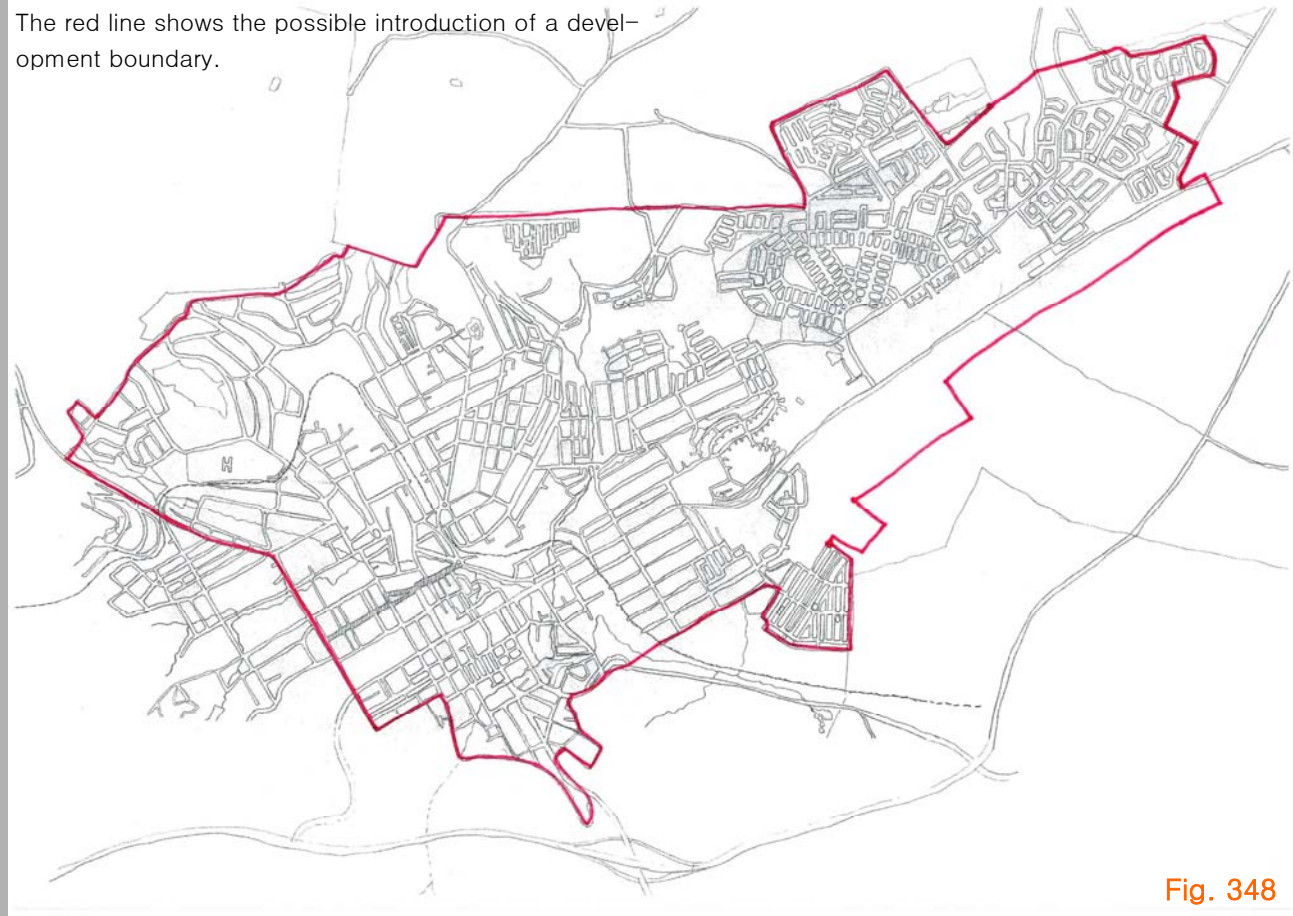 The red line shows the possible introduction of a devel-
opment boundary.
H
Fig. 348